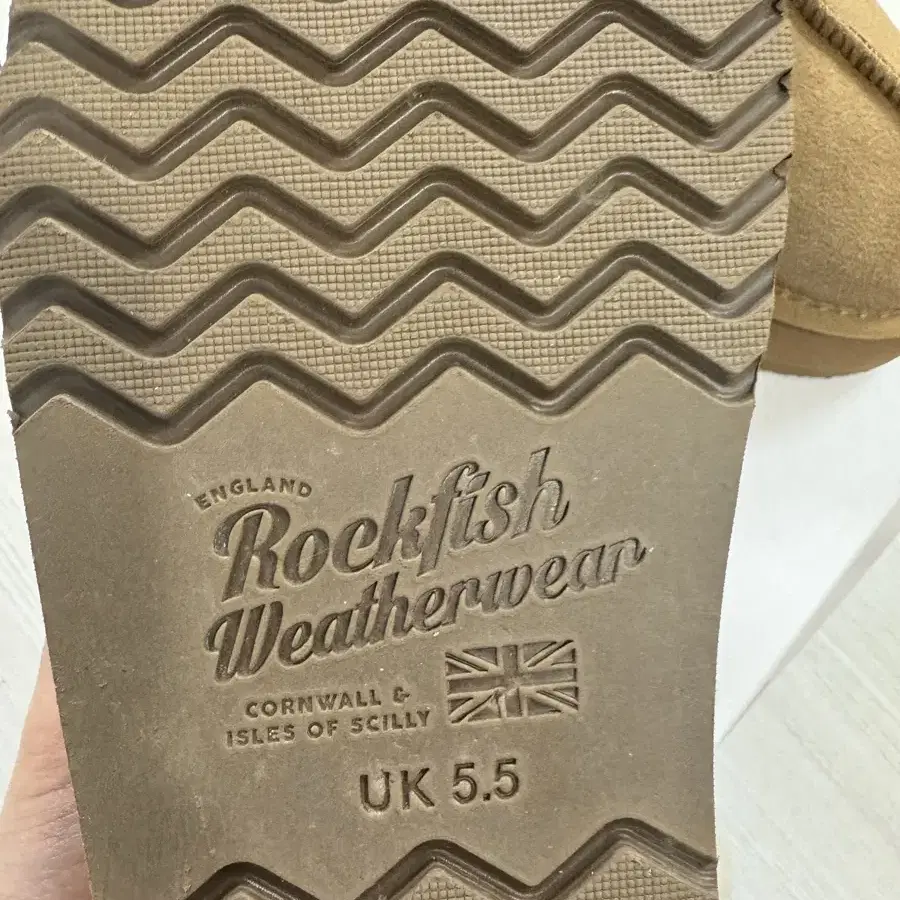 ENGLAND
Rockfish
Weatherwear
CORNWALL &
ISLES OF SCILLY
UK 5.5